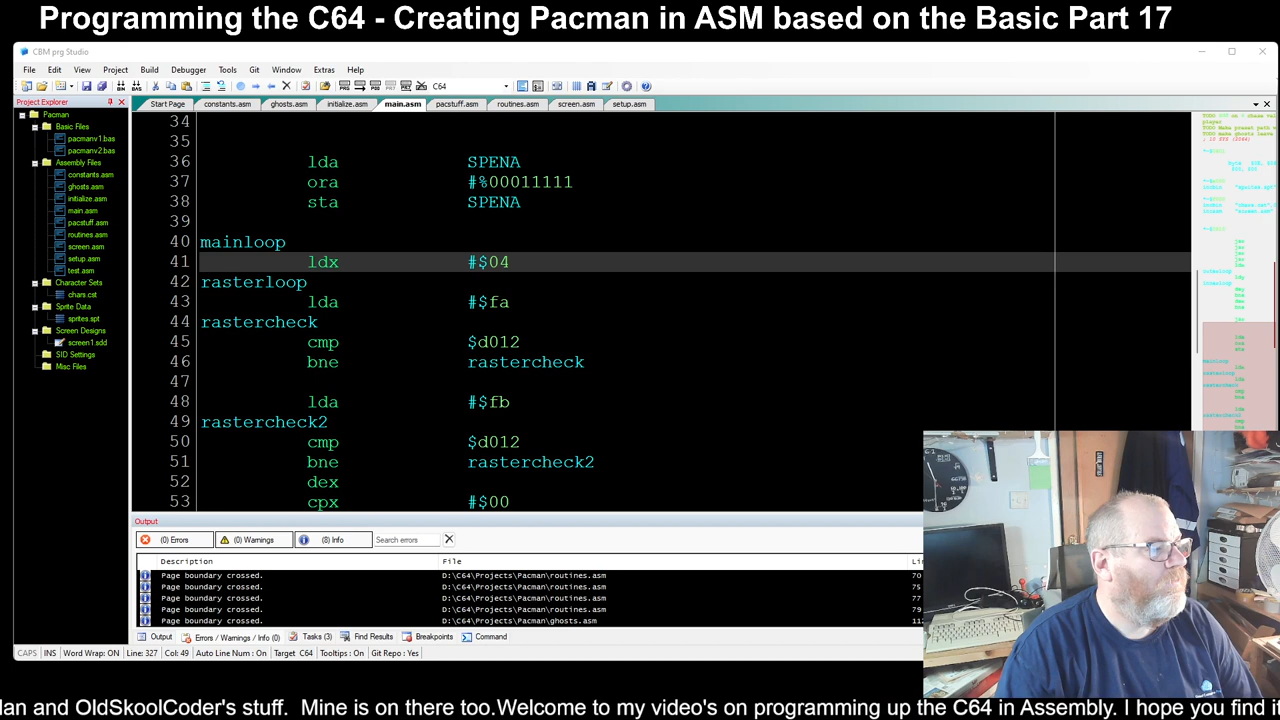 Programming the C64 - Creating Pacman in ASM based on the Basic Part 17
CBM prg Studio
File Edit View Project Build Debugger Tools Git Window Extras Help
C64
Project Explorer
Start Page constants.asm ghosts.asm initialize.asm main.asm pacstuff.asm routines.asm screen.asm setup.asm
Pacman
Basic Files
pacmanv1.bas
pacmanv2.bas
Assembly Files
constants.asm
ghosts.asm
initialize.asm
main.asm
pacstuff.asm
routines.asm
screen.asm
setup.asm
test.asm
Character Sets
chars.cst
Sprite Data
sprites.spt
Screen Designs
screen1.sdd
SID Settings
Misc Files
34
35
36 lda SPENA
37 ora #%00011111
38 sta SPENA
39
40 mainloop
41 ldx #$04
42 rasterloop
43 lda #$fa
44 rastercheck
45 cmp $d012
46 bne rastercheck
47
48 lda #$fb
49 rastercheck2
50 cmp $d012
51 bne rastercheck2
52 dex
53 cpx #$00
Output
(0) Errors (0) Warnings (8) Info Search errors
Description File
Page boundary crossed. D:\C64\Projects\Pacman\routines.asm 70
Page boundary crossed. D:\C64\Projects\Pacman\routines.asm 75
Page boundary crossed. D:\C64\Projects\Pacman\routines.asm 77
Page boundary crossed. D:\C64\Projects\Pacman\routines.asm 79
Page boundary crossed. D:\C64\Projects\Pacman\ghosts.asm
Output Errors / Warnings / Info (0) Tasks (3) Find Results Breakpoints Command
CAPS INS Word Wrap: ON Line: 327 Col: 49 Auto Line Num : On Target C64 Tooltips : On Git Repo : Yes
lan and OldSkoolCoder's stuff. Mine is on there too.Welcome to my video's on programming up the C64 in Assembly. I hope you find i